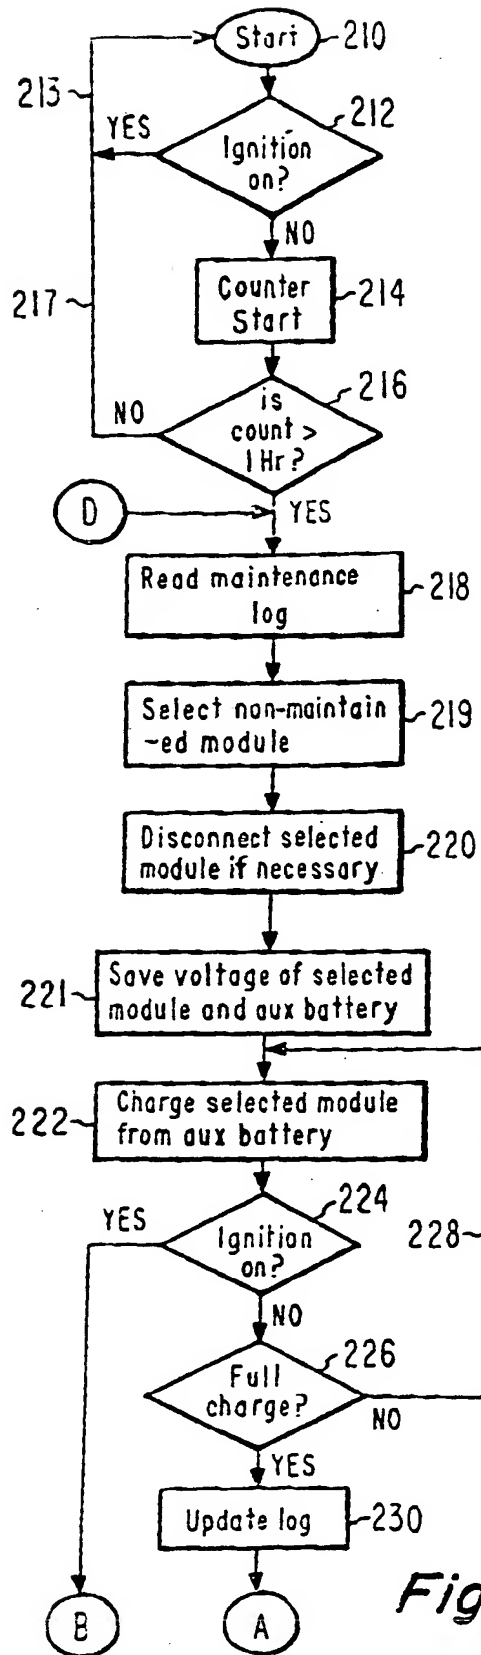 Start
210
213
212
YES
Ignition
on?
NO
217
Counter
Start
214
216
NO
is
count >
1 Hr?
D
YES
Read maintenance
log
218
Select non-maintain
-ed module
219
Disconnect selected
module if necessary
220
221
Save voltage of selected
module and aux battery
222
Charge selected module
from aux battery
YES
224
Ignition
on?
228
NO
226
Full
charge?
NO
YES
Update log
230
B
A
Fig